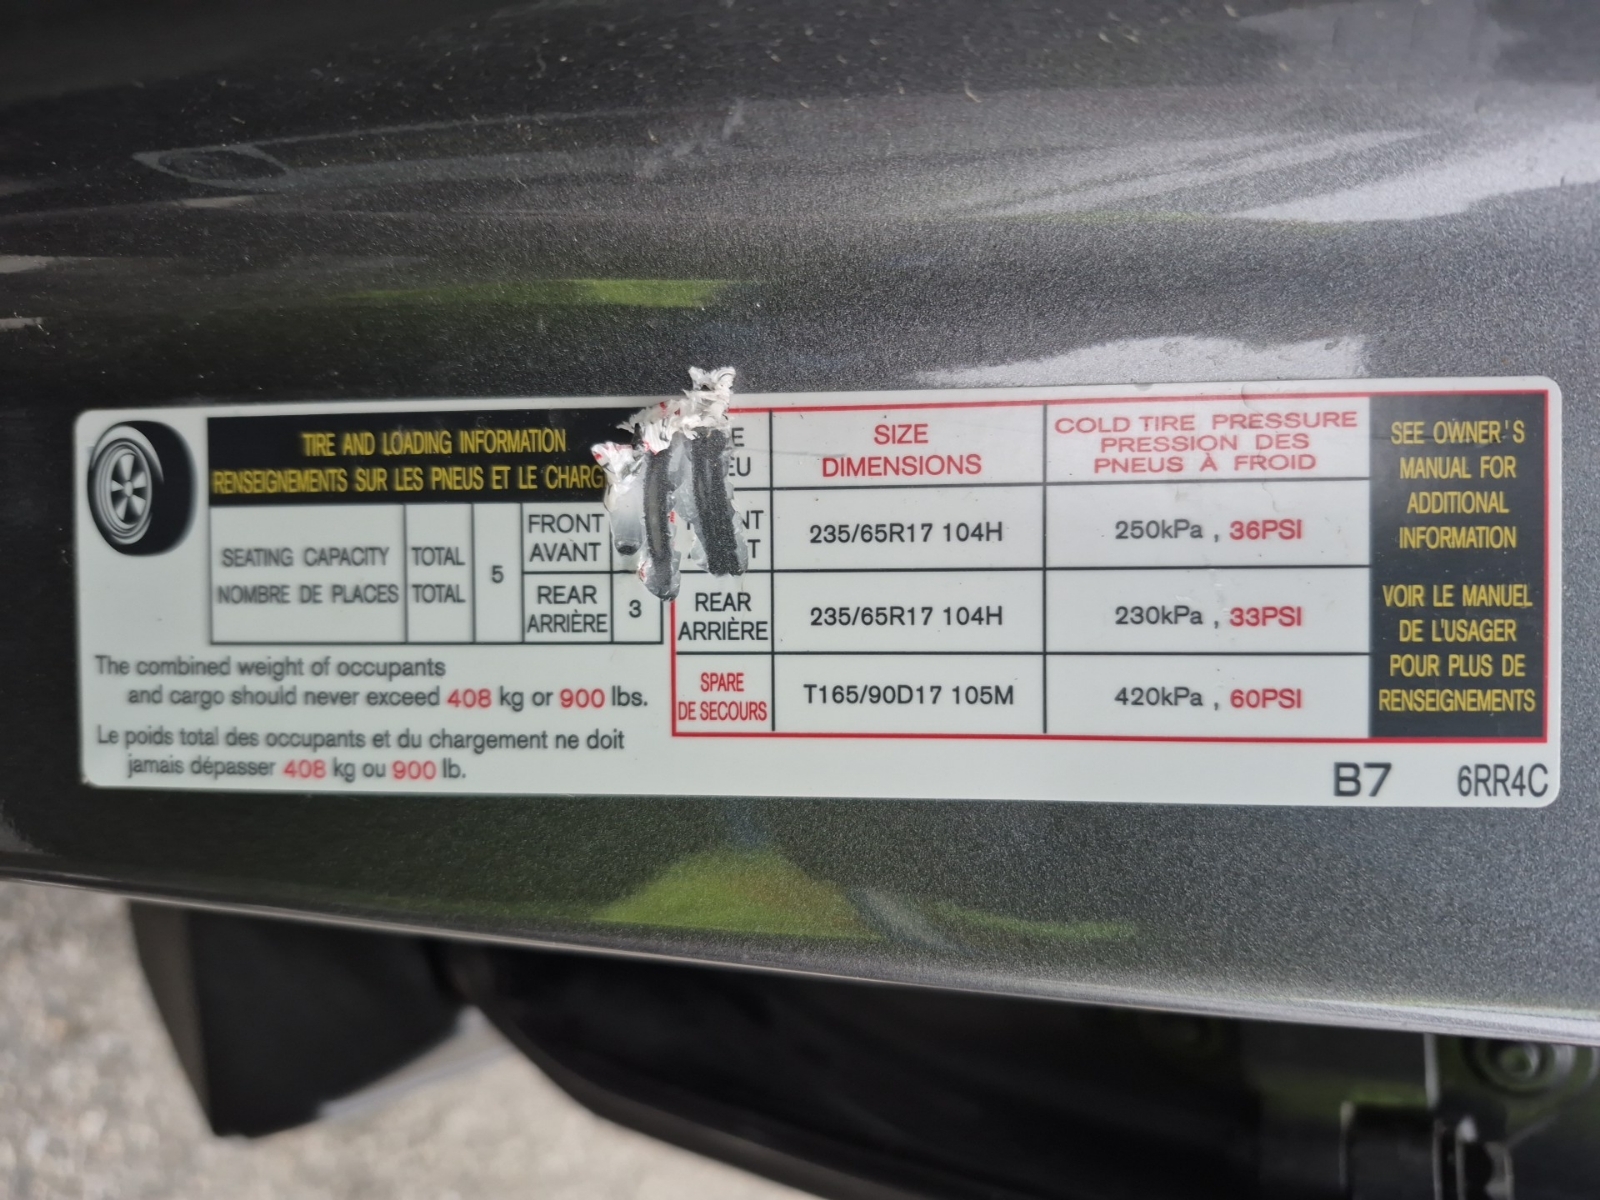 TIRE AND LOADING INFORMATION
RENSEIGNEMENTS SUR LES PNEUS ET LE
SEATING CAPACITY
NOMBRE DE PLACES
TOTAL
TOTAL
5
FRONT
AVANT
REAR
ARRIÈRE
3
The combined weight of occupants
and cargo should never exceed 408 kg or 900 lbs.
Le poids total des occupants et du chargement ne doit
jamais dépasser 408 kg ou 900 lb.
SIZE
DIMENSIONS
COLD TIRE PRESSURE
PRESSION DES
PNEUS À FROID
235/65R17 104H
250kPa , 36PSI
REAR
ARRIÈRE
235/65R17 104H
230kPa , 33PSI
SPARE
DE SECOURS
T165/90D17 105M
420kPa , 60PSI
SEE OWNER'S
MANUAL FOR
ADDITIONAL
INFORMATION
VOIR LE MANUEL
DE L'USAGER
POUR PLUS DE
RENSEIGNEMENTS
B7 6RR4C